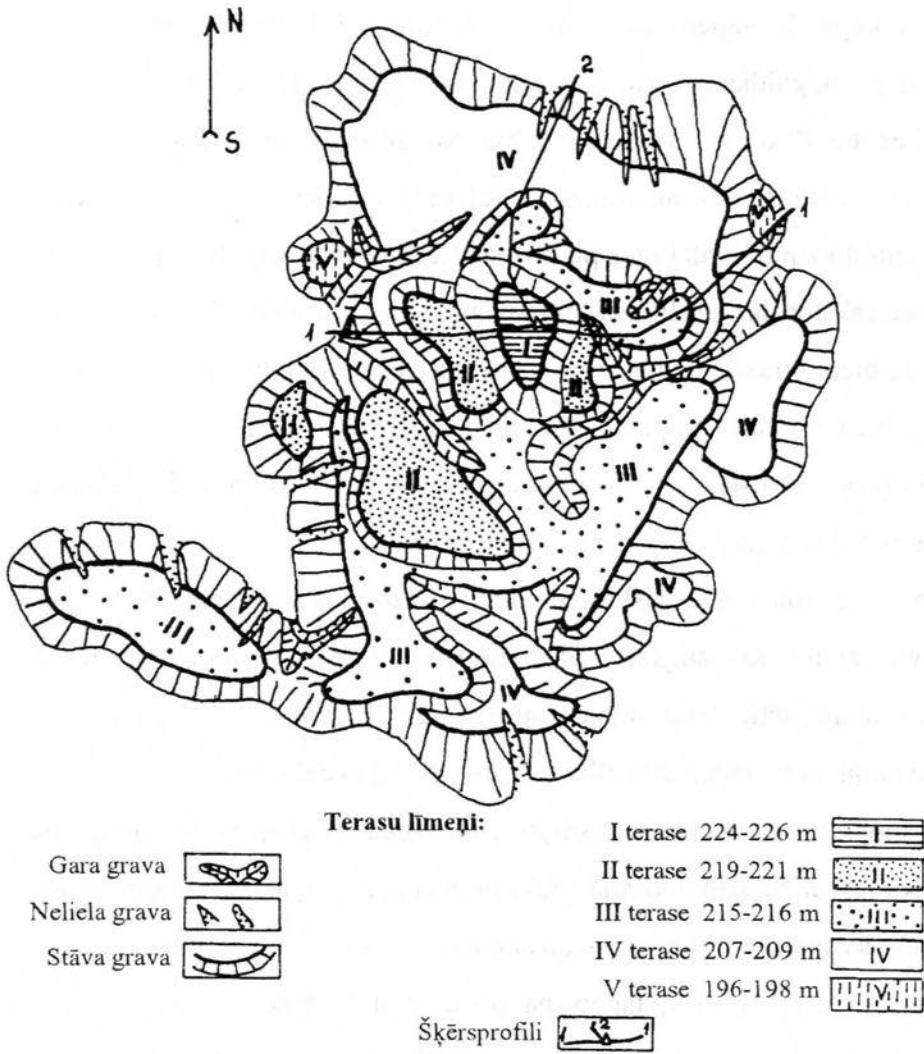 N
S
2
IV
1
V
V
III
1
I
II
II
II
IV
II
III
IV
III
V
III
IV
Terasu līmeņi:
Gara grava
Neliela grava
Stāva grava
I terase 224-226 m I
II terase 219-221 m II
III terase 215-216 m III
IV terase 207-209 m IV
V terase 196-198 m V
Šķērsprofili 1 2 1